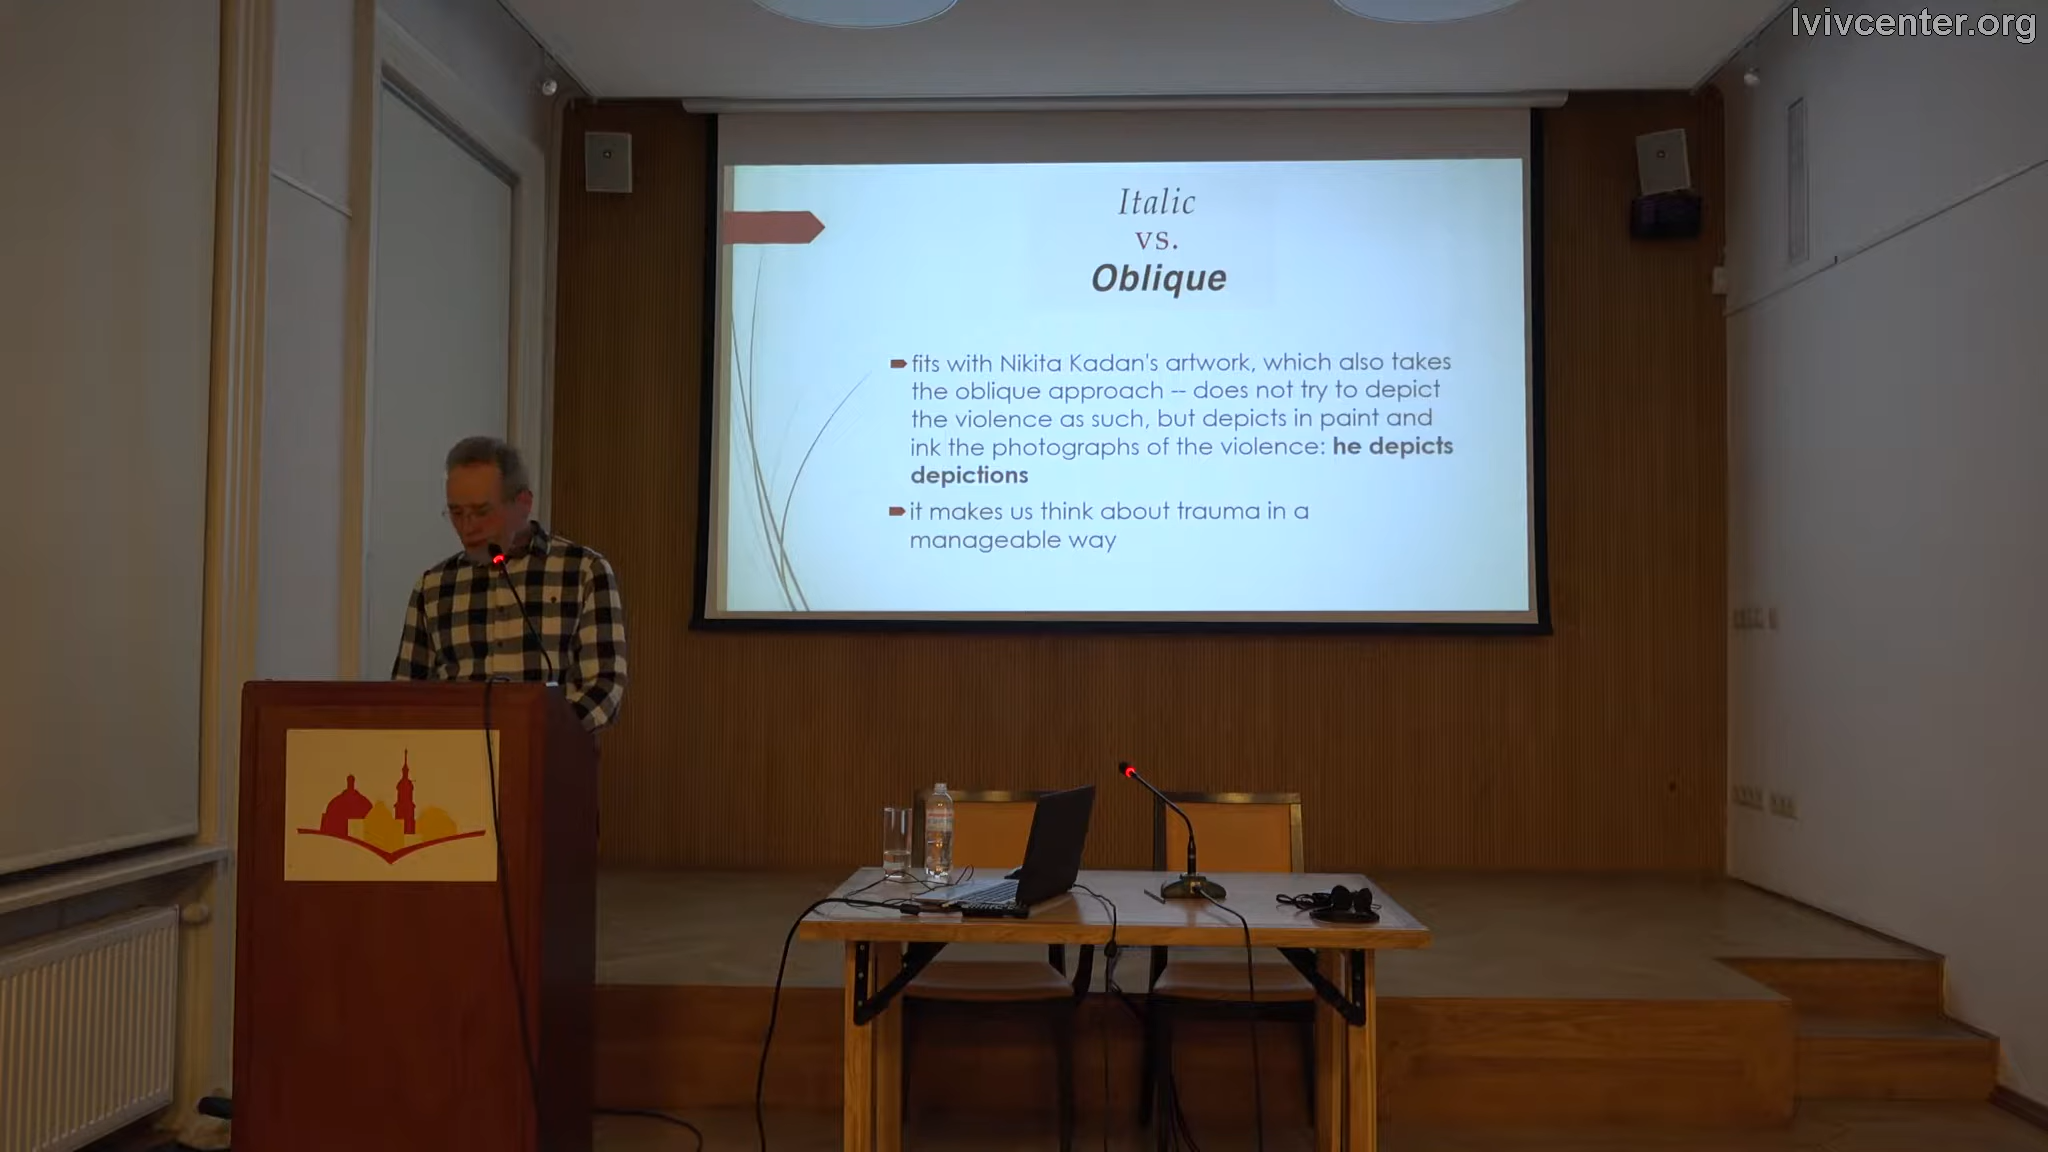 lvivcenter.org
Italic
vs.
Oblique
fits with Nikita Kadan's artwork, which also takes
the oblique approach -- does not try to depict
the violence as such, but depicts in paint and
ink the photographs of the violence: he depicts
depictions
it makes us think about trauma in a
manageable way